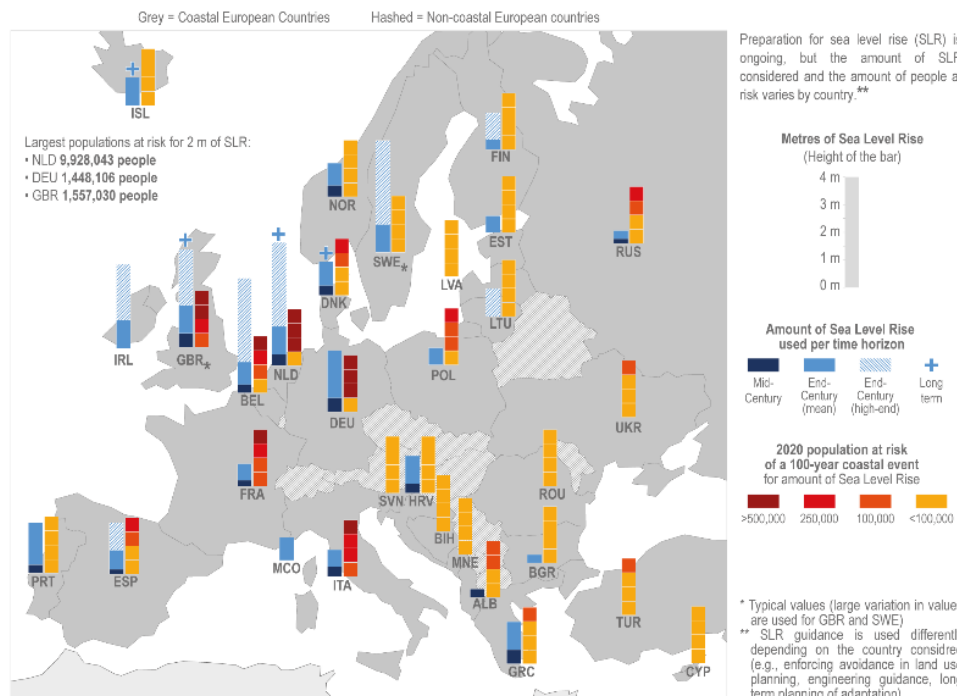 Grey = Coastal European Countries
Hashed = Non-coastal European countries
ISL
Largest populations at risk for 2 m of SLR:
• NLD 9,928,043 people
• DEU 1,448,106 people
• GBR 1,557,030 people
FIN
NOR
SWE*
EST
RUS
LVA
DNK
LTU
IRL
GBR*
NLD
BEL
POL
DEU
UKR
FRA
SVN
HRV
ROU
BIH
MNE
BGR
PRT
ESP
MCO
ITA
ALB
TUR
GRC
CYP
Preparation for sea level rise (SLR) is
ongoing, but the amount of SLR
considered and the amount of people a
risk varies by country.**
Metres of Sea Level Rise
(Height of the bar)
4 m
3 m
2 m
1 m
0 m
Amount of Sea Level Rise
used per time horizon
+
Mid-
Century
End-
Century
(mean)
End-
Century
(high-end)
Long
term
2020 population at risk
of a 100-year coastal event
for amount of Sea Level Rise
>500,000
250,000
100,000
<100,000
* Typical values (large variation in value
are used for GBR and SWE)
** SLR guidance is used different
depending on the country considere
(e.g., enforcing avoidance in land use
planning, engineering guidance, lon
term planning of adaptation)